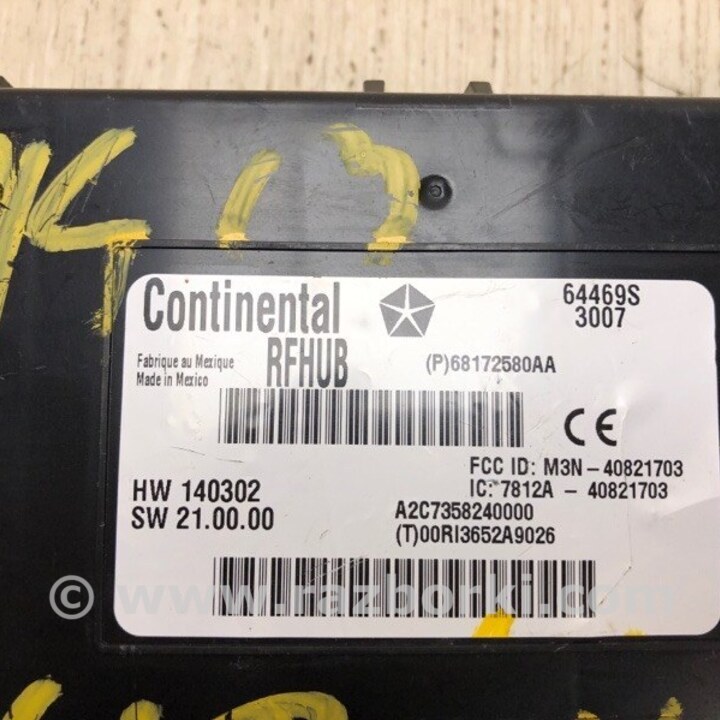 Continental
64469S
3007
Fabrique au Mexique
Made in Mexico
RFHUB
(P)68172580AA
CE
FCC ID: M3N-40821703
IC: 7812A - 40821703
HW 140302
SW 21.00.00
A2C7358240000
(T)00RI3652A9026
© www.razborki.com